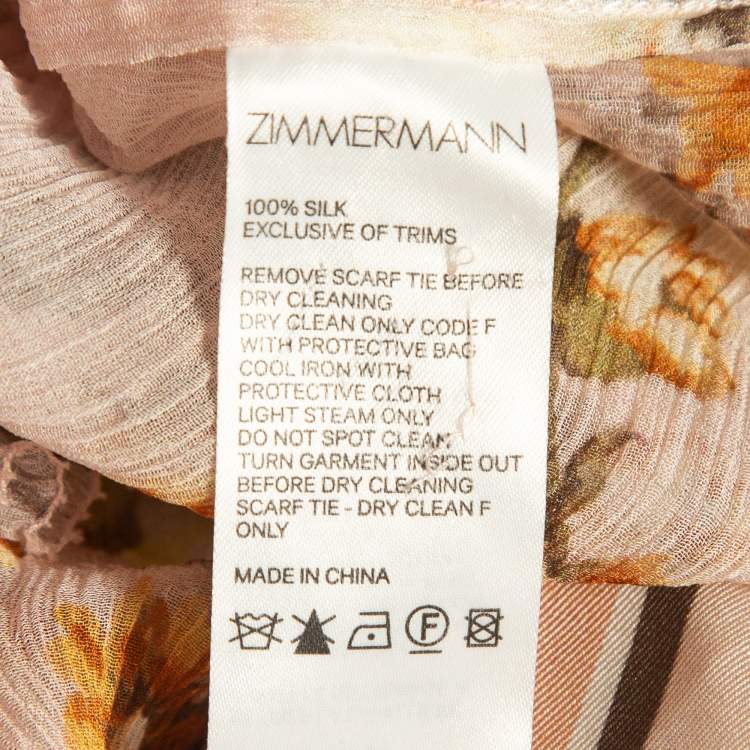 ZIMMERMANN
100% SILK
EXCLUSIVE OF TRIMS
REMOVE SCARF TIE BEFORE
DRY CLEANING
DRY CLEAN ONLY CODE F
WITH PROTECTIVE BAG
COOL IRON WITH
PROTECTIVE CLOTH
LIGHT STEAM ONLY
DO NOT SPOT CLEAN
TURN GARMENT INSIDE OUT
BEFORE DRY CLEANING
SCARF TIE - DRY CLEAN F
ONLY
MADE IN CHINA
F